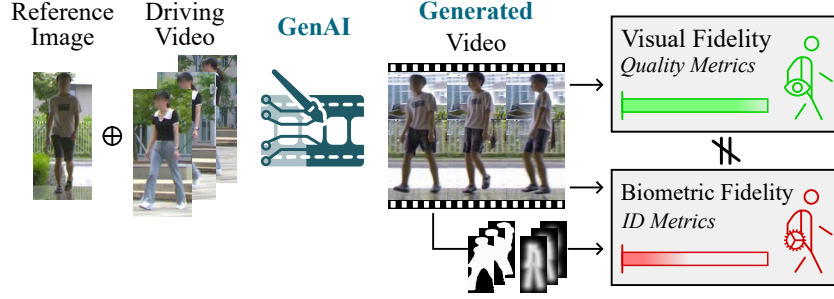 Reference
Image
Driving
Video
GenAI
Generated
Video
Visual Fidelity
Quality Metrics
Biometric Fidelity
ID Metrics